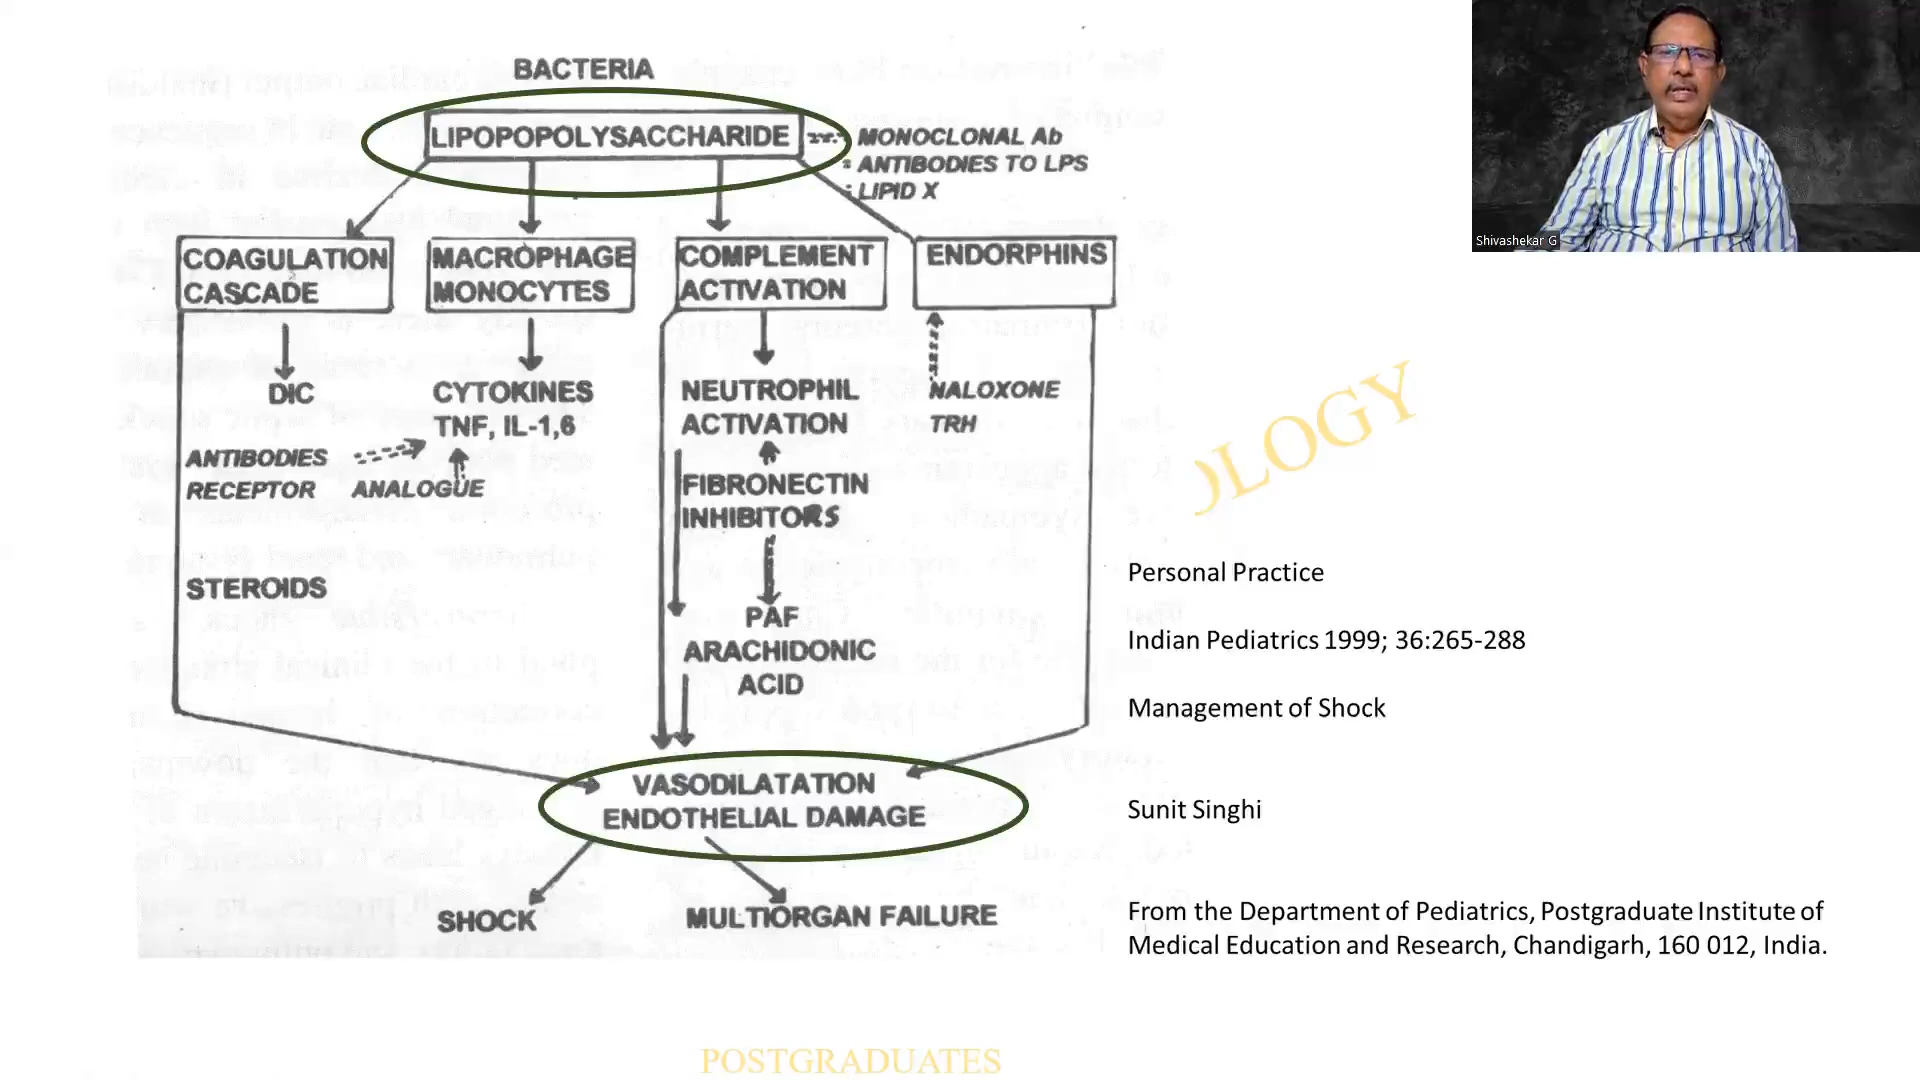 BACTERIA
LIPOPOPOLYSACCHARIDE
MONOCLONAL Ab
ANTIBODIES TO LPS
LIPID X
COAGULATION
CASCADE
MACROPHAGE
MONOCYTES
COMPLEMENT
ACTIVATION
ENDORPHINS
DIC
CYTOKINES
TNF, IL-1,6
NEUTROPHIL
ACTIVATION
NALOXONE
TRH
ANTIBODIES
RECEPTOR ANALOGUE
FIBRONECTIN
INHIBITORS
STEROIDS
PAF
ARACHIDONIC
ACID
VASODILATATION
ENDOTHELIAL DAMAGE
SHOCK
MULTIORGAN FAILURE
Shivashekar G
OLOGY
Personal Practice
Indian Pediatrics 1999; 36:265-288
Management of Shock
Sunit Singhi
From the Department of Pediatrics, Postgraduate Institute of
Medical Education and Research, Chandigarh, 160 012, India.
POSTGRADUATES